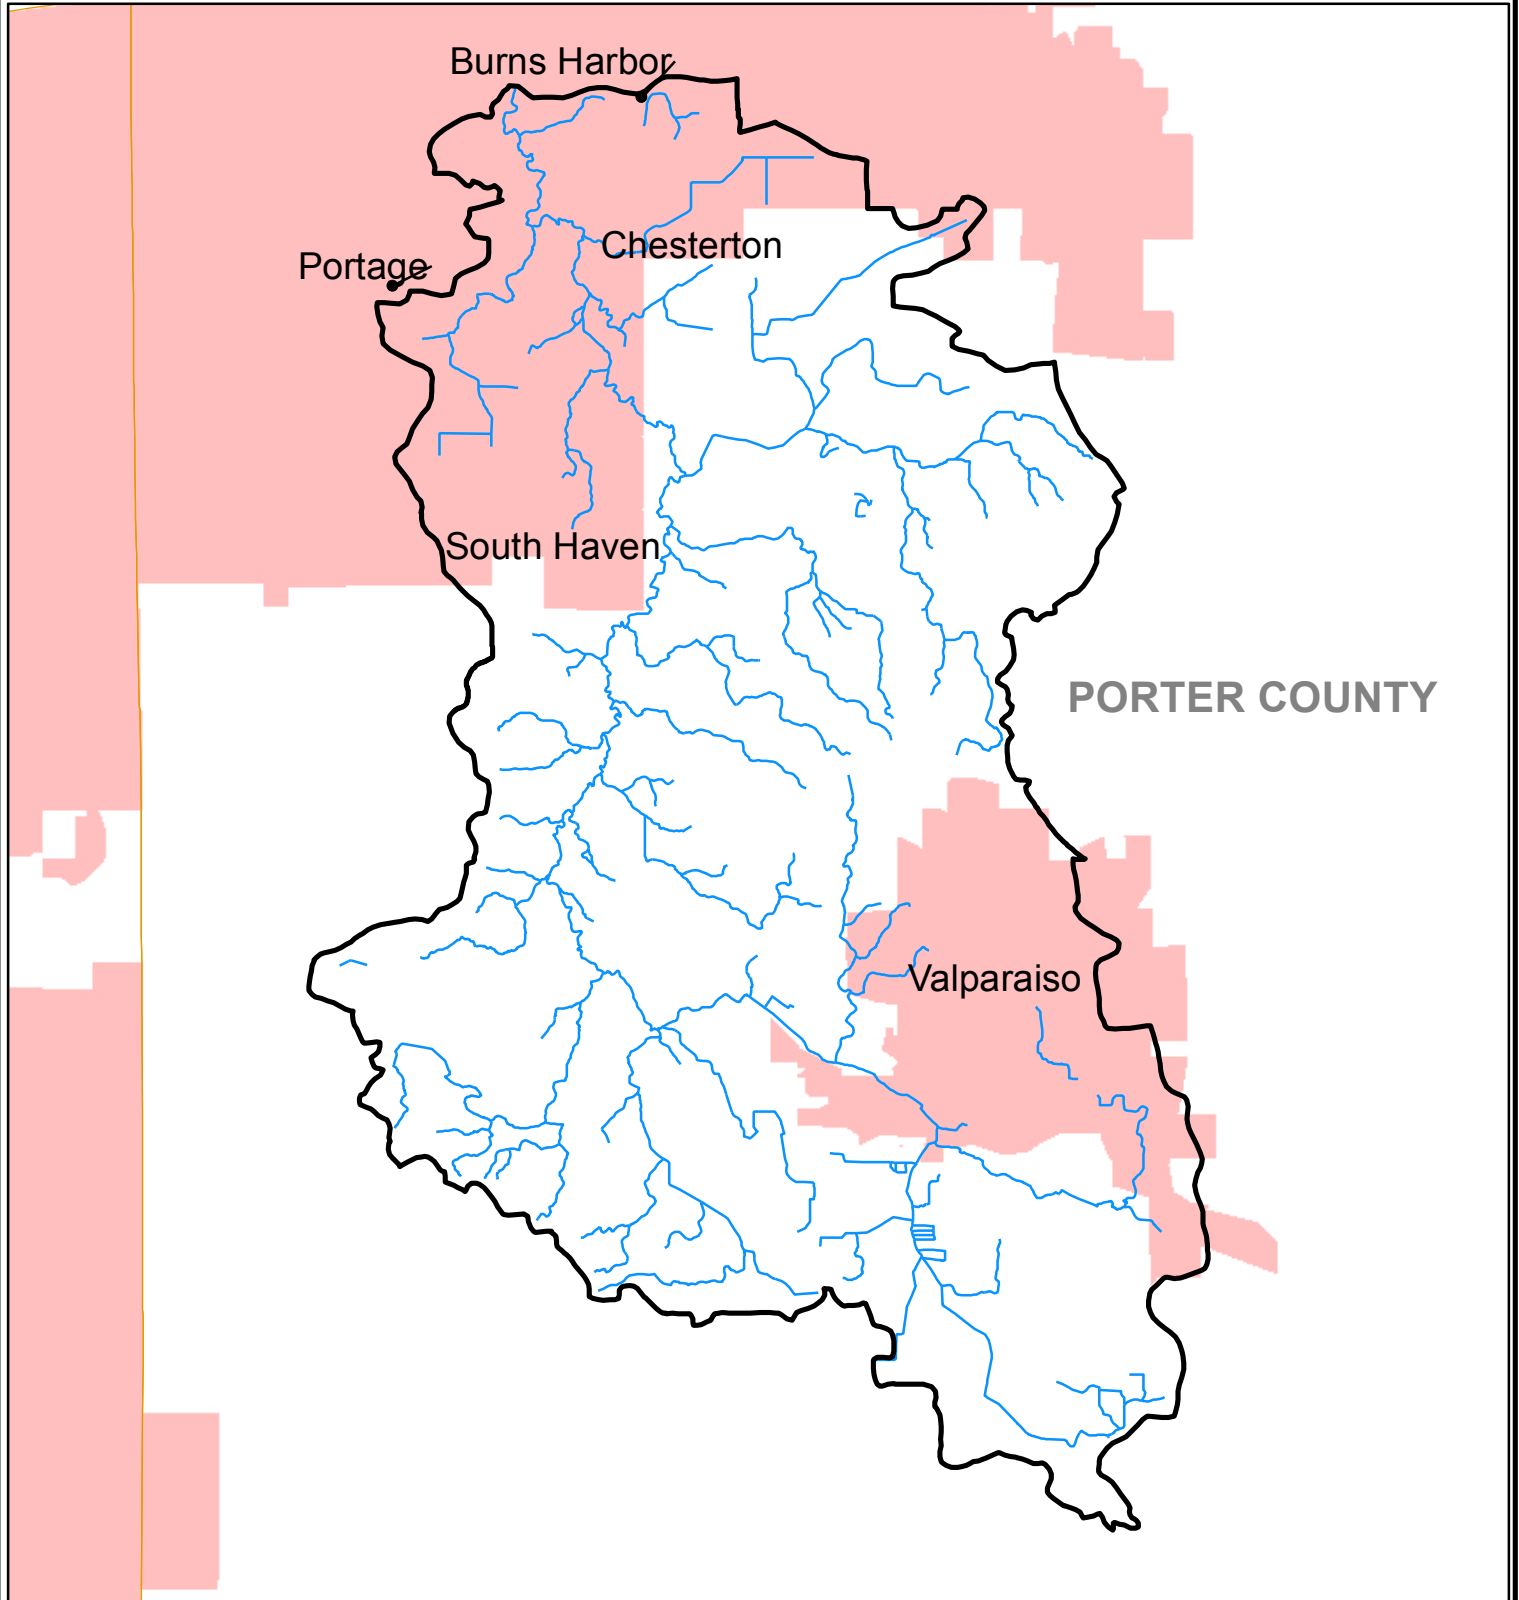 Burns Harbor
Chesterton
Portage
South Haven
PORTER COUNTY
Valparaiso